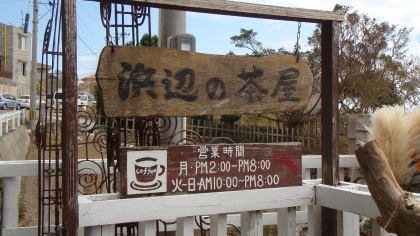 浜辺の茶屋
営業時間
月・PM2:00~PM8:00
火-日・AM10:00~PM8:00
coffee